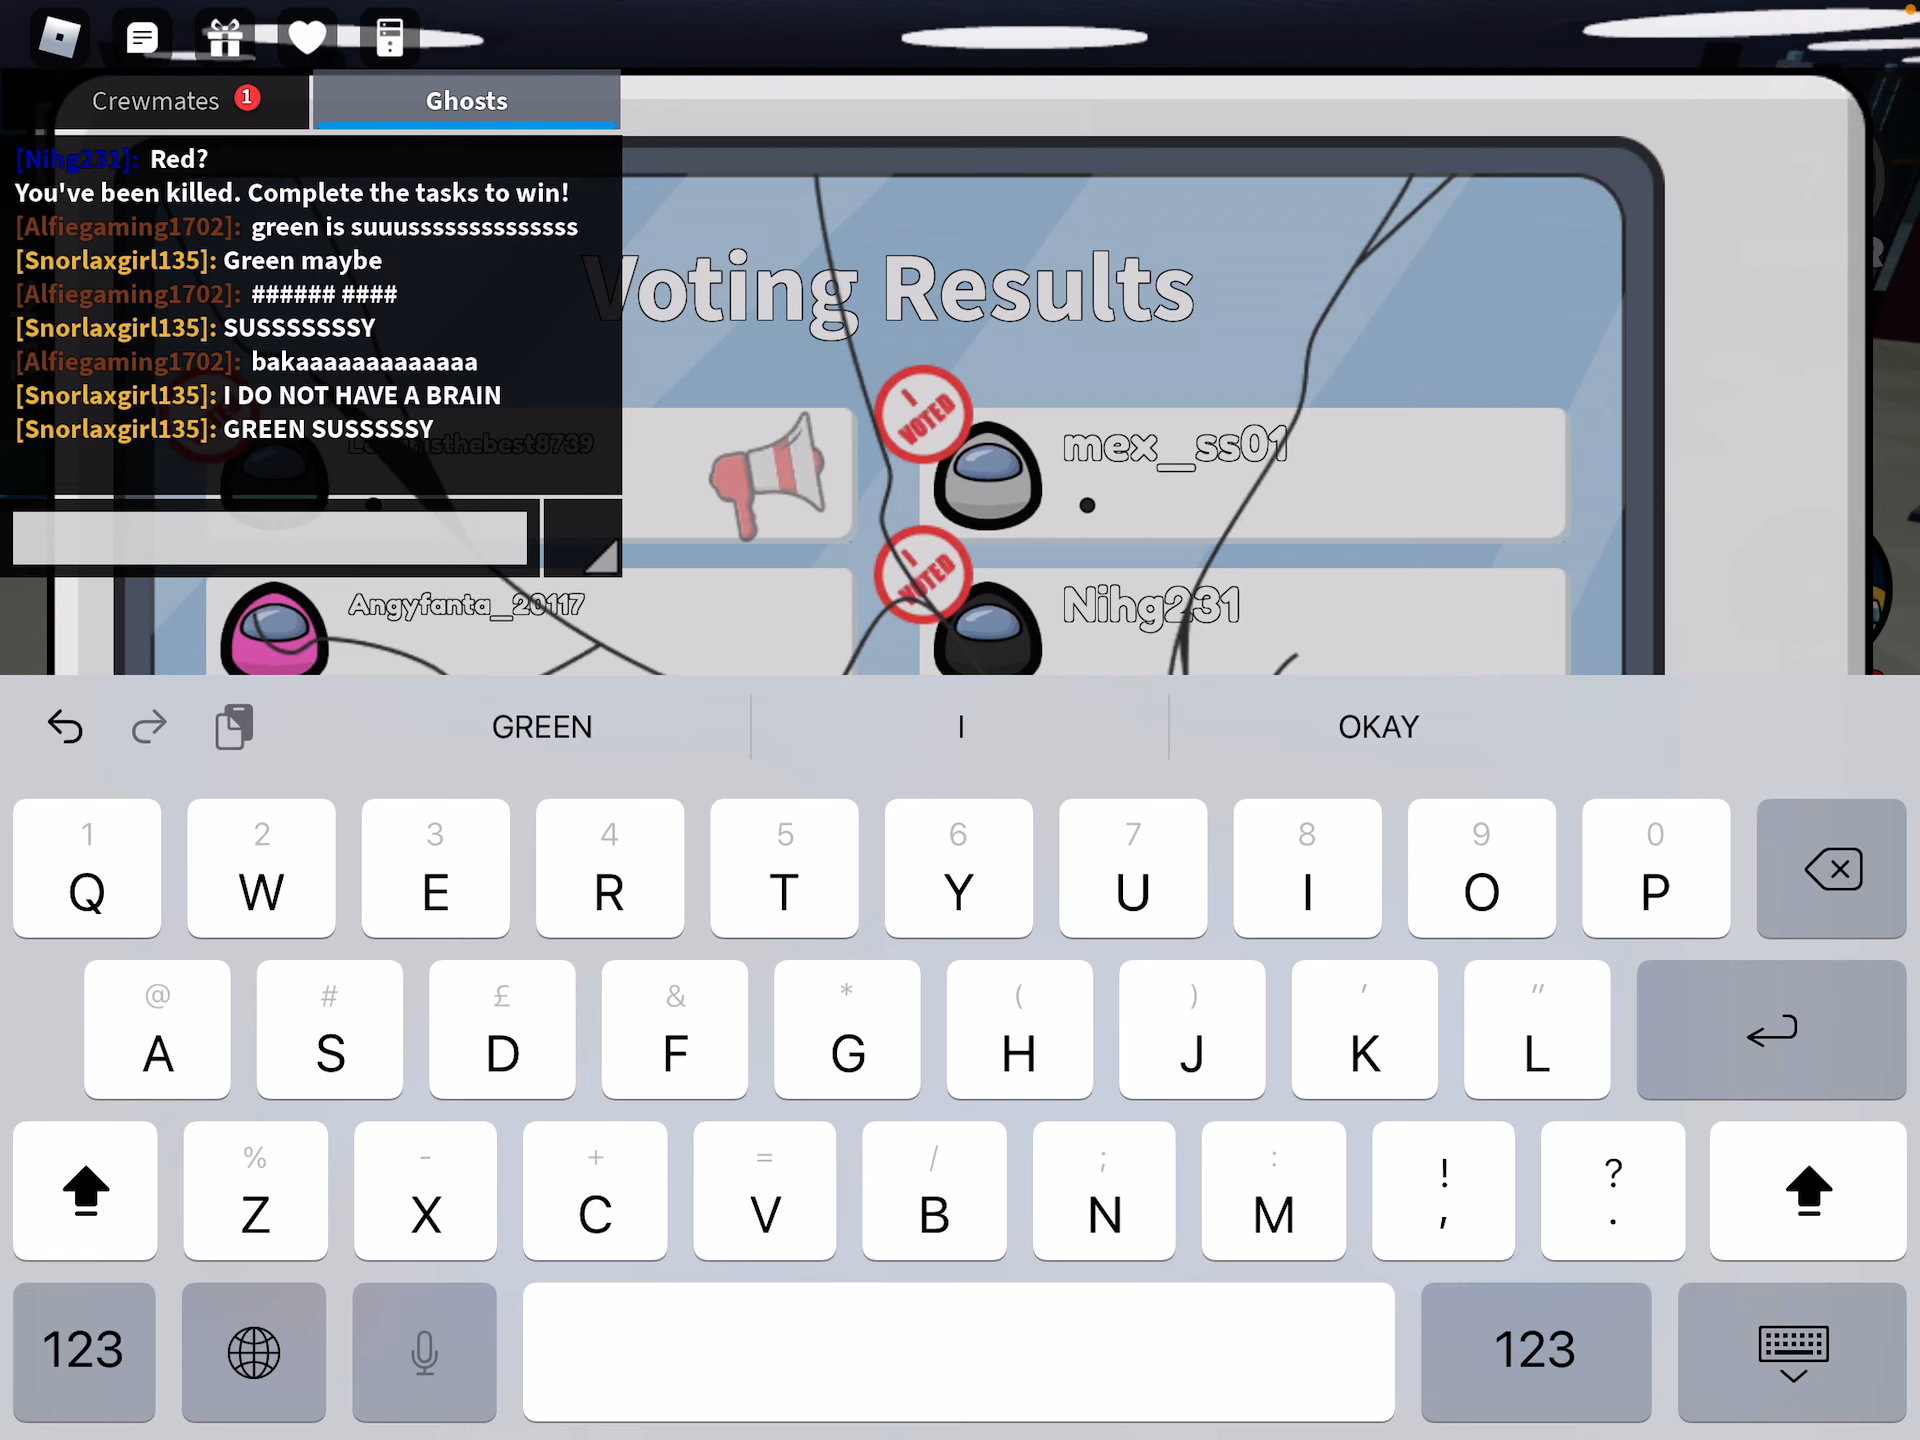 Crewmates 1 Ghosts
[Nihg231]: Red?
You've been killed. Complete the tasks to win!
[Alfiegaming1702]: green is suuussssssssssssss
[Snorlaxgirl135]: Green maybe
[Alfiegaming1702]: ###### ####
[Snorlaxgirl135]: SUSSSSSSSY
[Alfiegaming1702]: bakaaaaaaaaaaaaa
[Snorlaxgirl135]: I DO NOT HAVE A BRAIN
[Snorlaxgirl135]: GREEN SUSSSSSY
Voting Results
I VOTED
mex_ss01
I VOTED
Angyfanta_20117
Nihg231
GREEN I OKAY
1 2 3 4 5 6 7 8 9 0
Q W E R T Y U I O P
@ # £ & * ( ) ' "
A S D F G H J K L
% - + = / ; : ! ?
Z X C V B N M , .
123 123